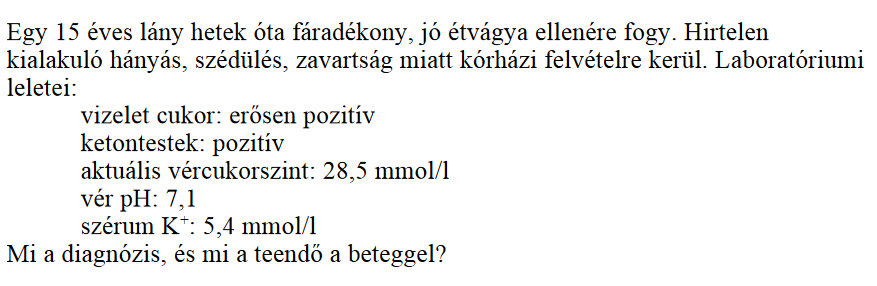 Egy 15 éves lány hetek óta fáradékony, jó étvágya ellenére fogy. Hirtelen
kialakuló hányás, szédülés, zavartság miatt kórházi felvételre kerül. Laboratóriumi
leletei:
vizelet cukor: erősen pozitív
ketontestek: pozitív
aktuális vércukorszint: 28,5 mmol/l
vér pH: 7,1
szérum K⁺: 5,4 mmol/l
Mi a diagnózis, és mi a teendő a beteggel?